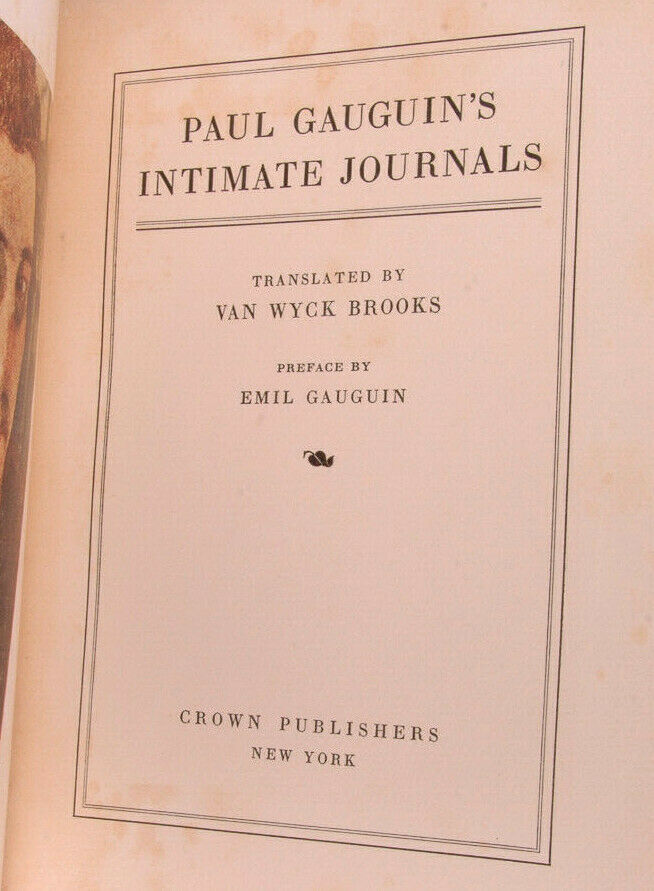 PAUL GAUGUIN'S
INTIMATE JOURNALS
TRANSLATED BY
VAN WYCK BROOKS
PREFACE BY
EMIL GAUGUIN
CROWN PUBLISHERS
NEW YORK